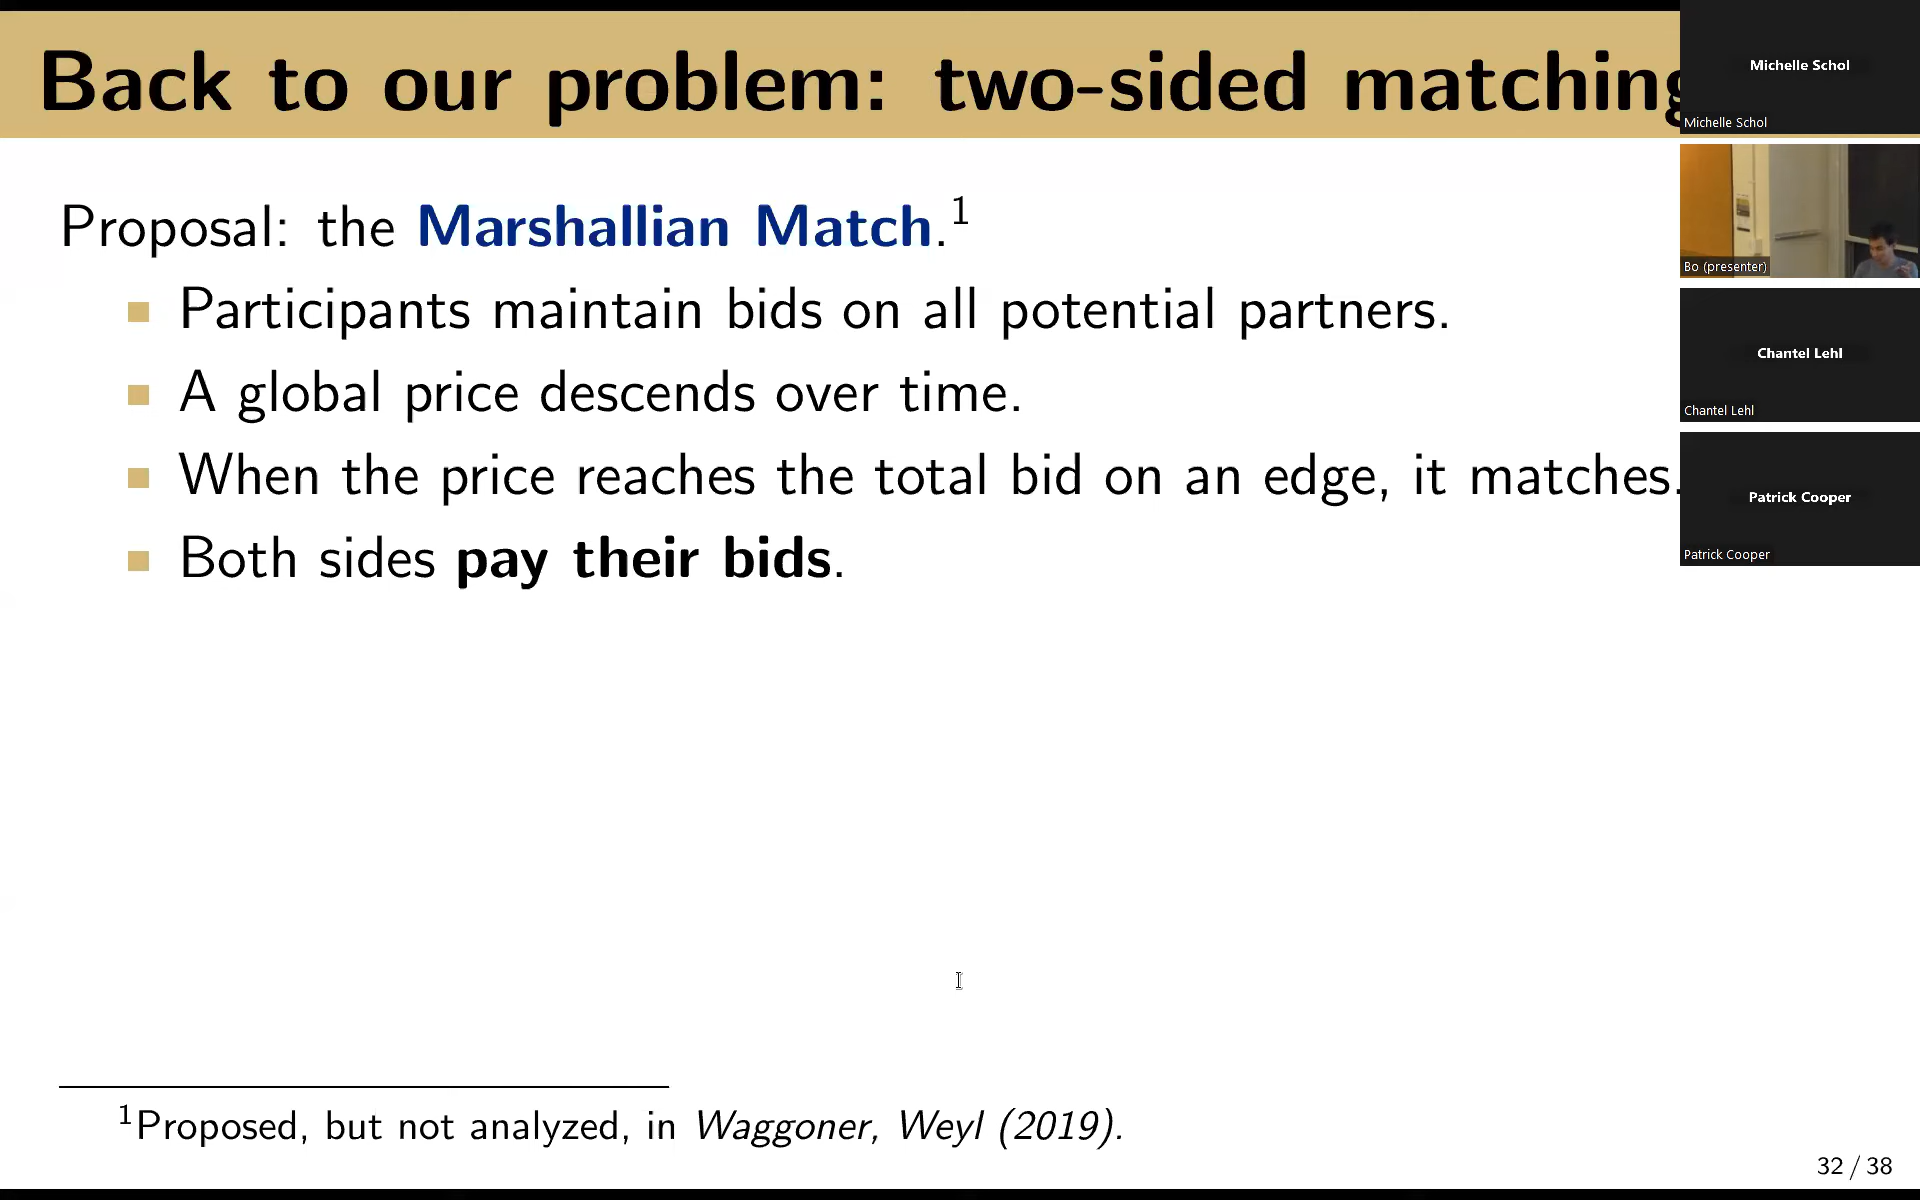 Back to our problem: two-sided matching
Proposal: the Marshallian Match.¹
Participants maintain bids on all potential partners.
A global price descends over time.
When the price reaches the total bid on an edge, it matches.
Both sides pay their bids.
¹Proposed, but not analyzed, in Waggoner, Weyl (2019).
32 / 38
Michelle Schol
Michelle Schol
Bo (presenter)
Chantel Lehl
Chantel Lehl
Patrick Cooper
Patrick Cooper